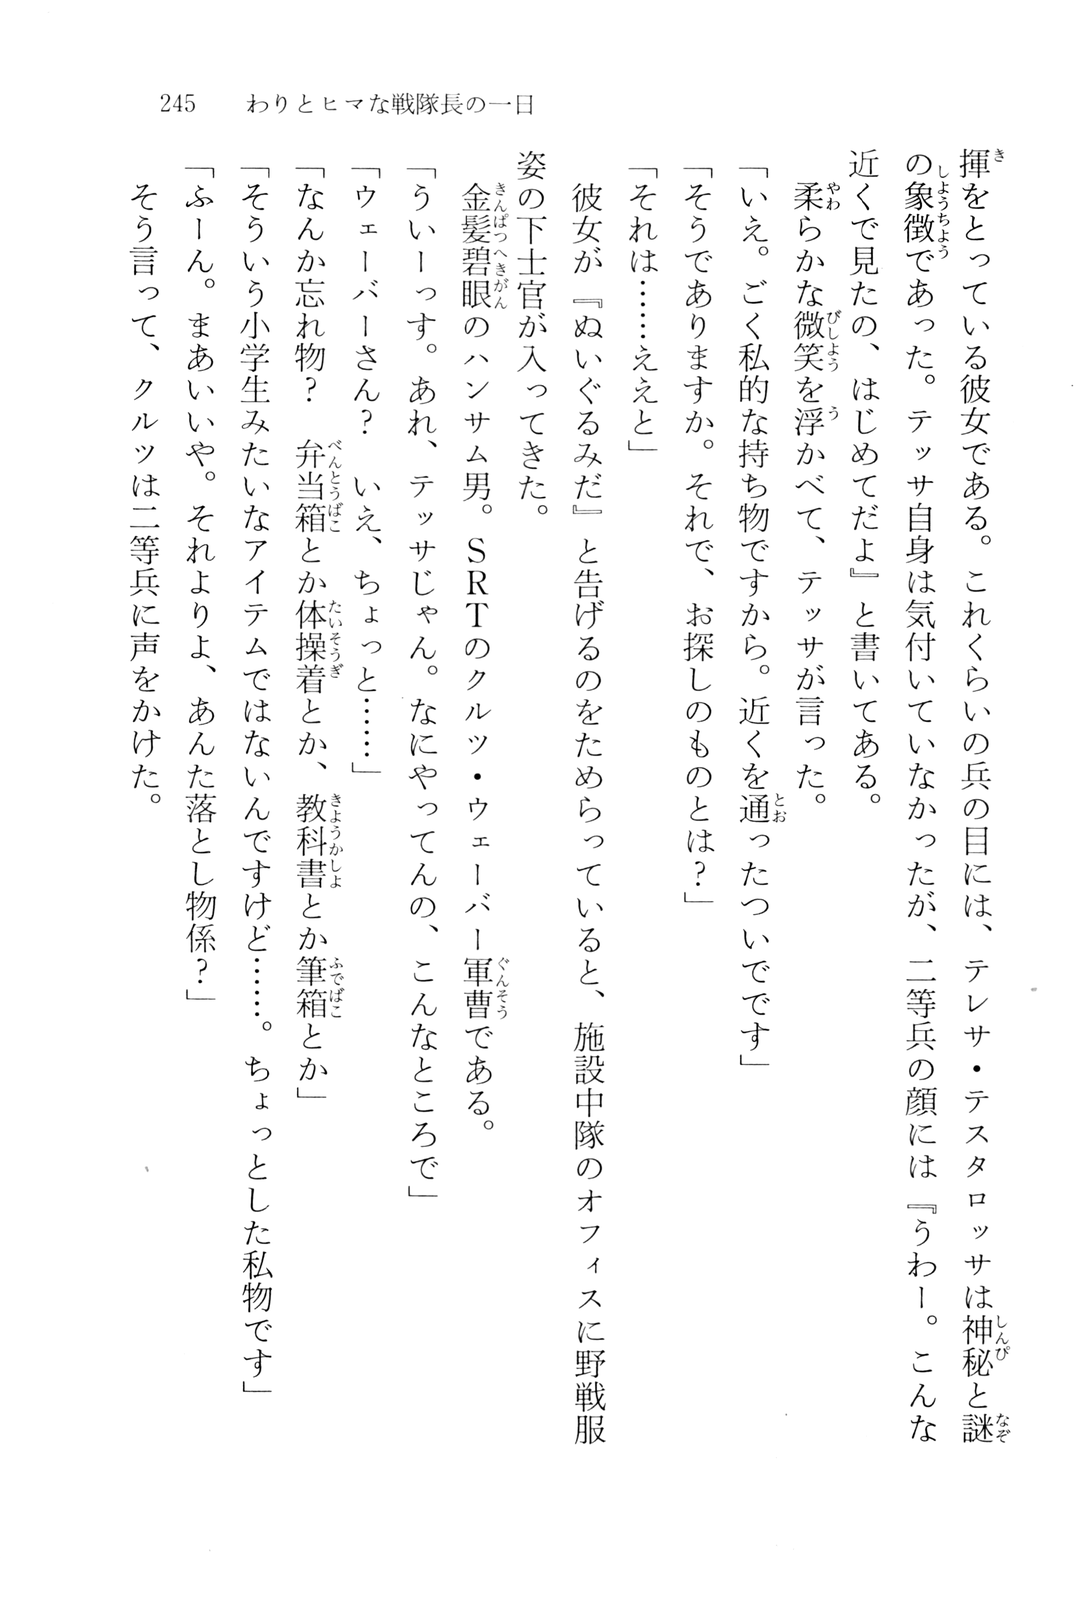 245　わりとヒマな戦隊長の一日
揮をとっている彼女である。これくらいの兵の目には、テレサ・テスタロッサは神秘と謎
の象徴であった。テッサ自身は気付いていなかったが、二等兵の顔には『うわー。こんな
近くで見たの、はじめてだよ』と書いてある。
柔らかな微笑を浮かべて、テッサが言った。
「いえ。ごく私的な持ち物ですから。近くを通ったついでです」
「そうでありますか。それで、お探しのものとは？」
「それは……ええと」
彼女が『ぬいぐるみだ』と告げるのをためらっていると、施設中隊のオフィスに野戦服
姿の下士官が入ってきた。
金髪碧眼のハンサム男。ＳＲＴのクルツ・ウェーバー軍曹である。
「ういーっす。あれ、テッサじゃん。なにやってんの、こんなところで」
「ウェーバーさん？　いえ、ちょっと……」
「なんか忘れ物？　弁当箱とか体操着とか、教科書とか筆箱とか」
「そういう小学生みたいなアイテムではないんですけど……。ちょっとした私物です」
「ふーん。まあいいや。それよりよ、あんた落とし物係？」
そう言って、クルツは二等兵に声をかけた。